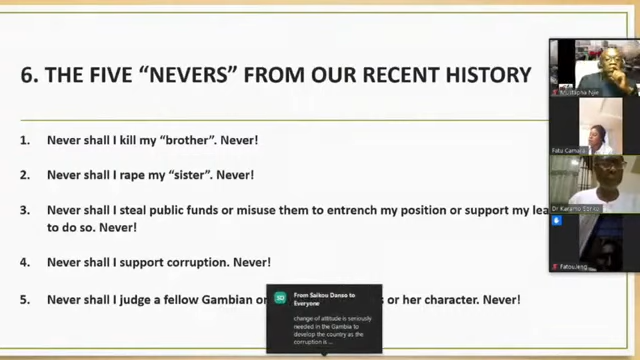 6. THE FIVE “NEVERS” FROM OUR RECENT HISTORY
1. Never shall I kill my “brother”. Never!
2. Never shall I rape my “sister”. Never!
3. Never shall I steal public funds or misuse them to entrench my position or support my
to do so. Never!
4. Never shall I support corruption. Never!
5. Never shall I judge a fellow Gambian or her character. Never!
From Saikou Danso to
Everyone
change of attitude is seriously
needed in the Gambia to
develop the country as the
corruption is ...
Mustapha Njie
Fatu Camara
Dr Karamo